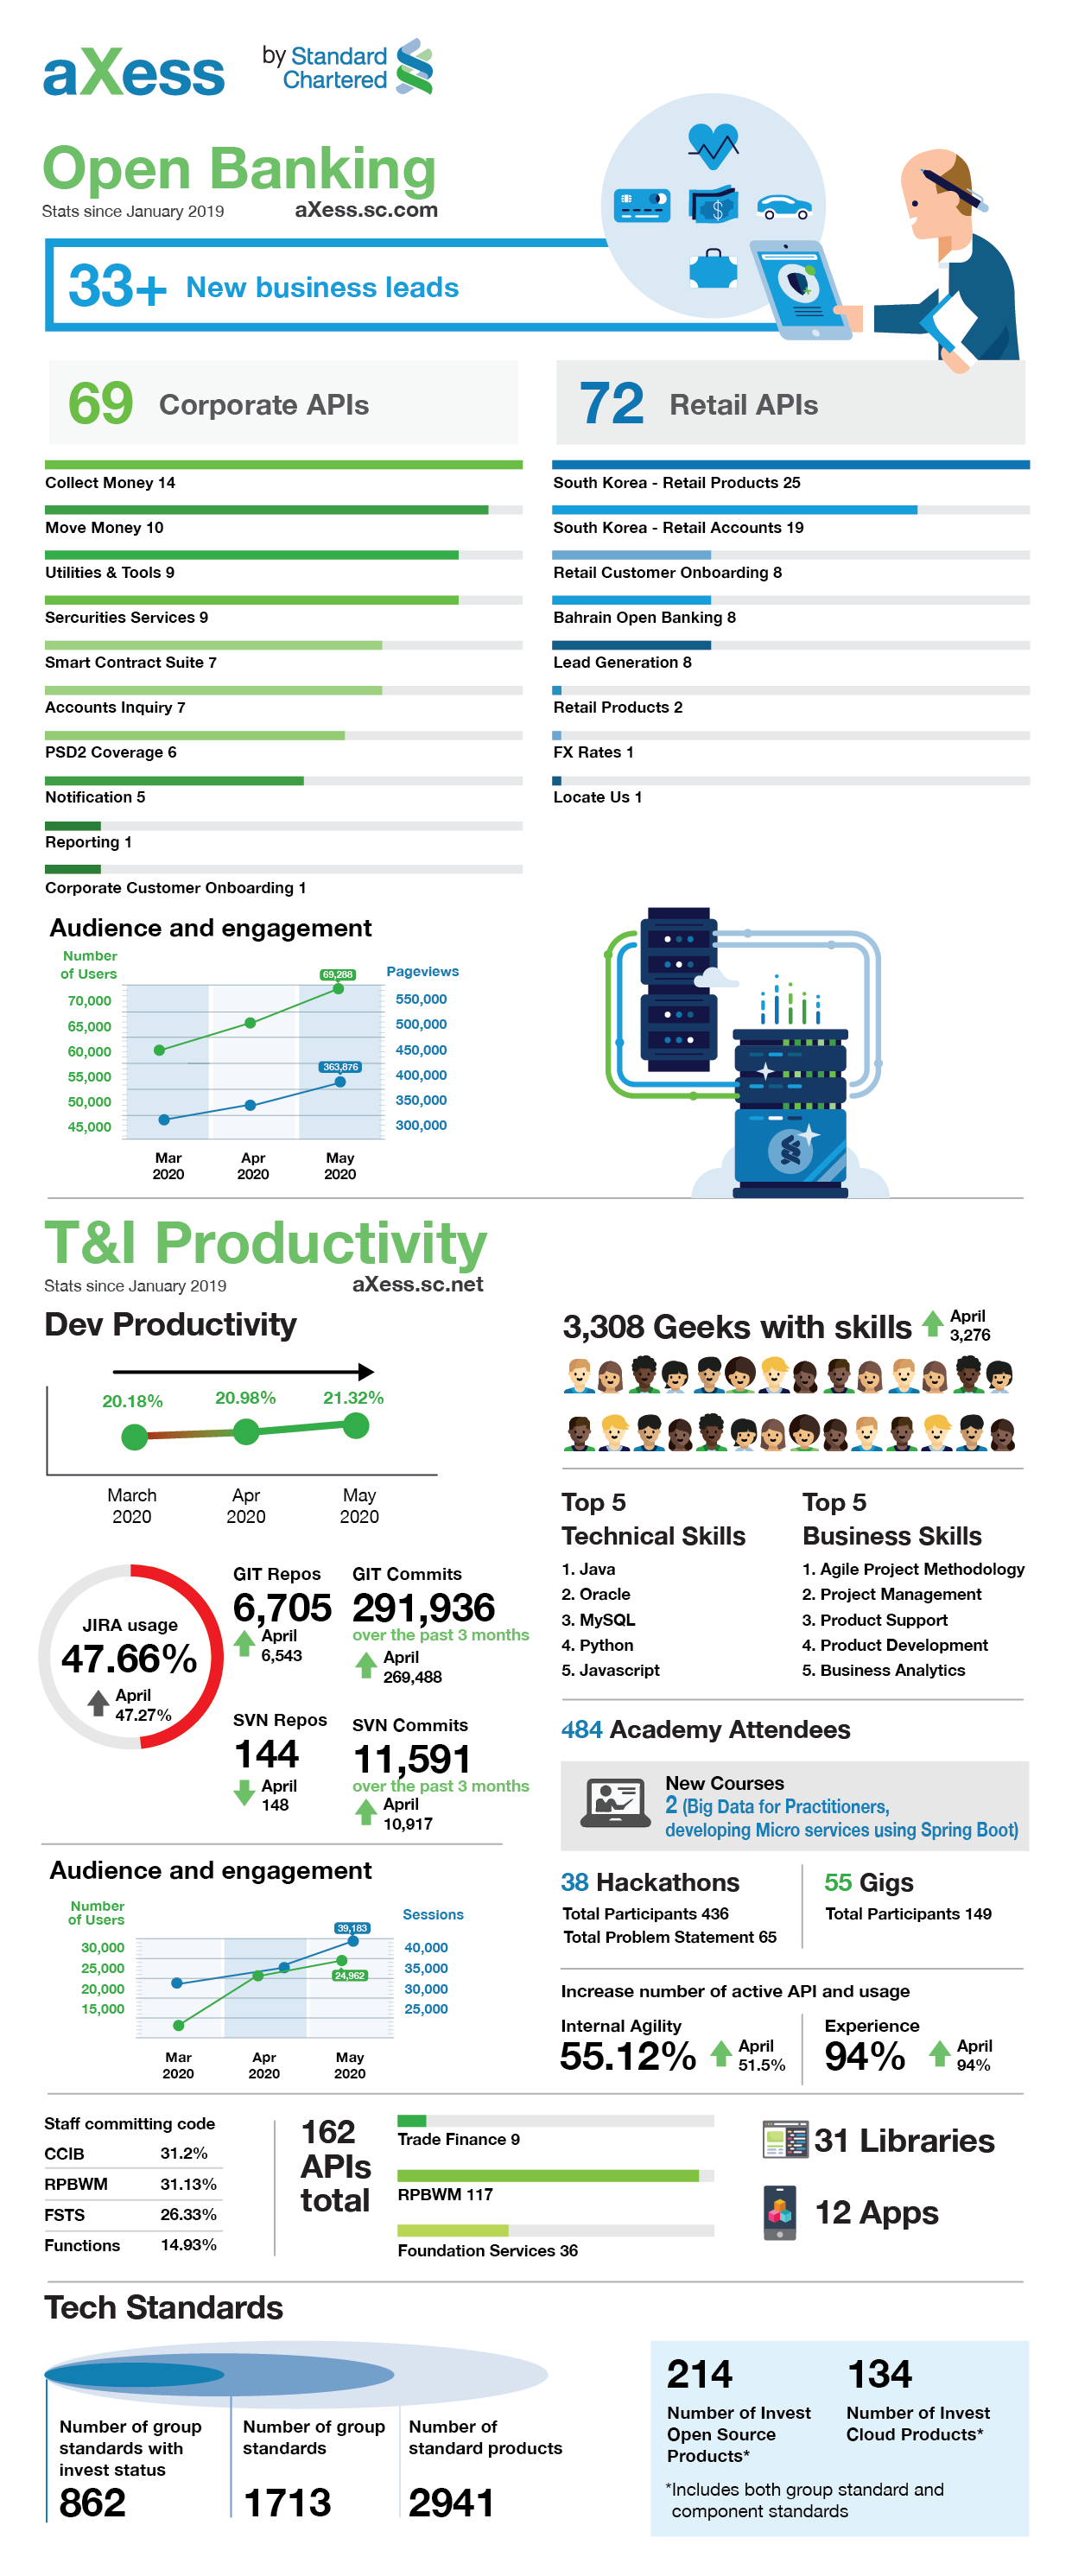 aXess
by Standard
Chartered
Open Banking
Stats since January 2019
aXess.sc.com
33+ New business leads
69 Corporate APIs
Collect Money 14
Move Money 10
Utilities & Tools 9
Sercurities Services 9
Smart Contract Suite 7
Accounts Inquiry 7
PSD2 Coverage 6
Notification 5
Reporting 1
Corporate Customer Onboarding 1
72 Retail APIs
South Korea - Retail Products 25
South Korea - Retail Accounts 19
Retail Customer Onboarding 8
Bahrain Open Banking 8
Lead Generation 8
Retail Products 2
FX Rates 1
Locate Us 1
$
Audience and engagement
Number
of Users
70,000
65,000
60,000
55,000
50,000
45,000
69,288
363,876
Pageviews
550,000
500,000
450,000
400,000
350,000
300,000
Mar
2020
Apr
2020
May
2020
T&I Productivity
Stats since January 2019
aXess.sc.net
Dev Productivity
20.18%
20.98%
21.32%
March
2020
Apr
2020
May
2020
JIRA usage
47.66%
April
47.27%
GIT Repos
6,705
April
6,543
GIT Commits
291,936
over the past 3 months
April
269,488
SVN Repos
144
April
148
SVN Commits
11,591
over the past 3 months
April
10,917
Audience and engagement
Number
of Users
30,000
25,000
20,000
15,000
39,183
24,962
Sessions
40,000
35,000
30,000
25,000
Mar
2020
Apr
2020
May
2020
3,308 Geeks with skills
April
3,276
Top 5
Technical Skills
1. Java
2. Oracle
3. MySQL
4. Python
5. Javascript
Top 5
Business Skills
1. Agile Project Methodology
2. Project Management
3. Product Support
4. Product Development
5. Business Analytics
484 Academy Attendees
New Courses
2 (Big Data for Practitioners,
developing Micro services using Spring Boot)
38 Hackathons
Total Participants 436
Total Problem Statement 65
55 Gigs
Total Participants 149
Increase number of active API and usage
Internal Agility
55.12%
April
51.5%
Experience
94%
April
94%
Staff committing code
CCIB 31.2%
RPBWM 31.13%
FSTS 26.33%
Functions 14.93%
162
APIs
total
Trade Finance 9
RPBWM 117
Foundation Services 36
31 Libraries
12 Apps
Tech Standards
Number of group
standards with
invest status
862
Number of group
standards
1713
Number of
standard products
2941
214
Number of Invest
Open Source
Products*
134
Number of Invest
Cloud Products*
*Includes both group standard and
component standards